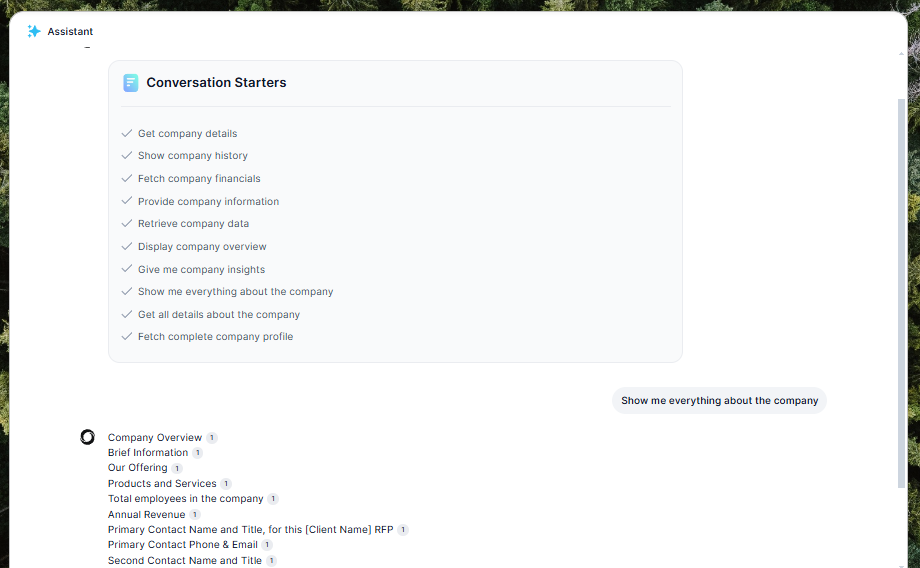 Assistant
Conversation Starters
Get company details
Show company history
Fetch company financials
Provide company information
Retrieve company data
Display company overview
Give me company insights
Show me everything about the company
Get all details about the company
Fetch complete company profile
Show me everything about the company
Company Overview 1
Brief Information 1
Our Offering 1
Products and Services 1
Total employees in the company 1
Annual Revenue 1
Primary Contact Name and Title, for this [Client Name] RFP 1
Primary Contact Phone & Email 1
Second Contact Name and Title 1